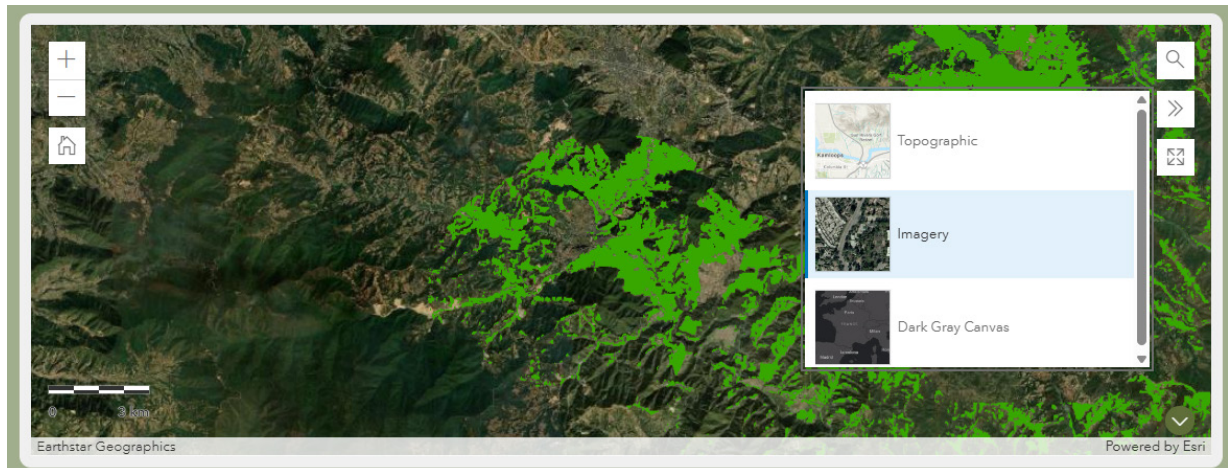 Topographic
Imagery
Dark Gray Canvas
0 3 km
Earthstar Geographics
Powered by Esri